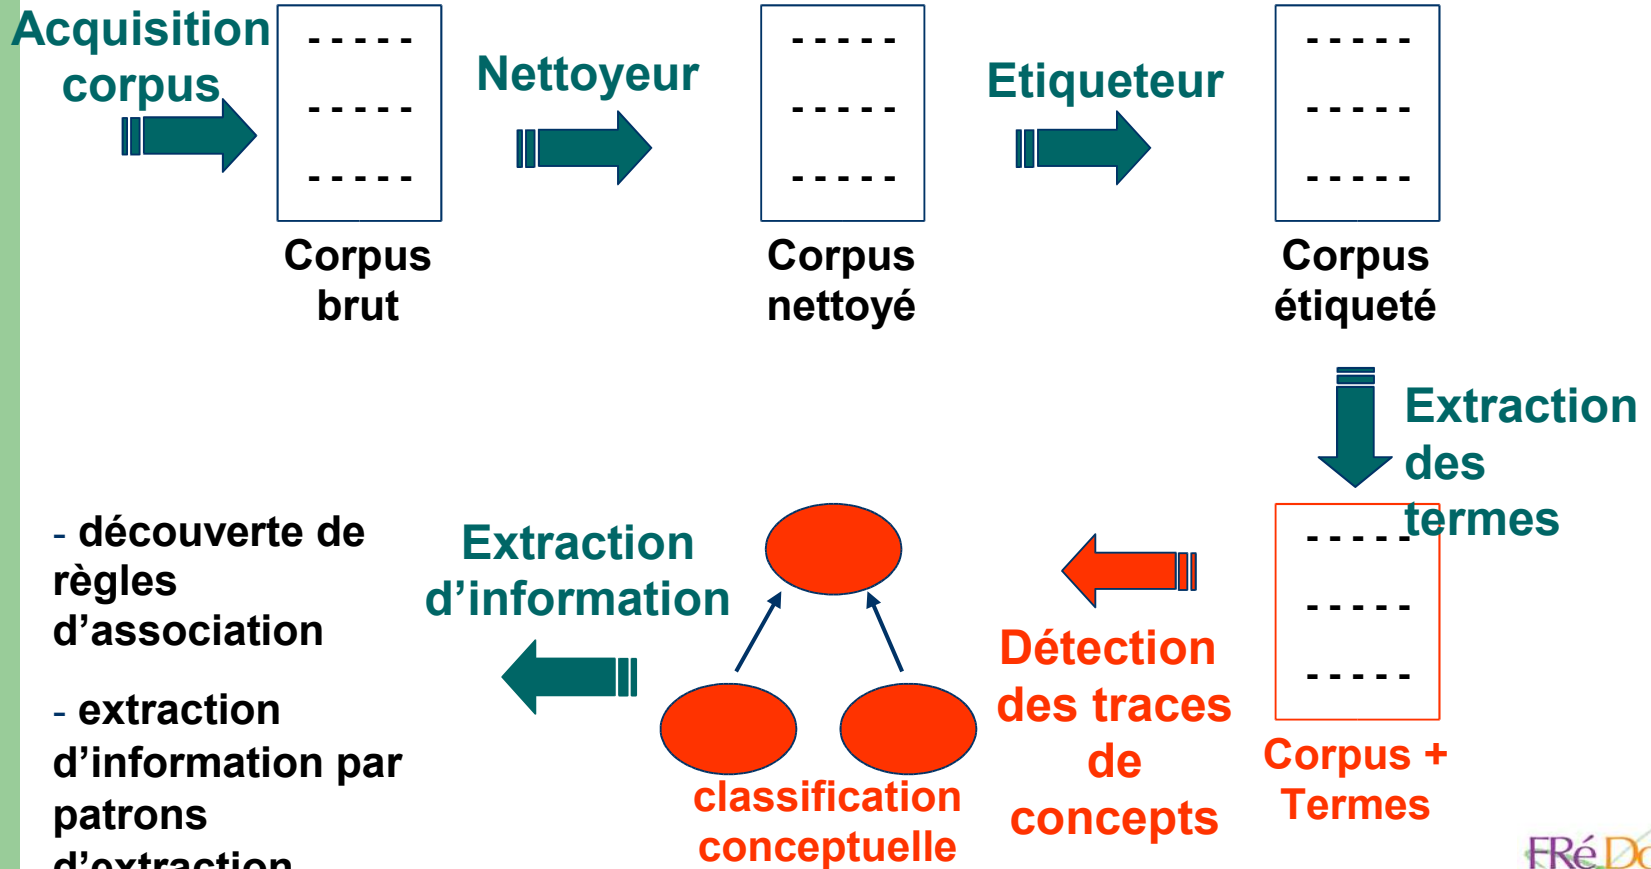 Acquisition
corpus
- - - - -
- - - - -
- - - - -
Corpus
brut
Nettoyeur
- - - - -
- - - - -
- - - - -
Corpus
nettoyé
Etiqueteur
- - - - -
- - - - -
- - - - -
Corpus
étiqueté
Extraction
des
termes
- - - - -
- - - - -
- - - - -
Corpus +
Termes
Détection
des traces
de
concepts
classification
conceptuelle
Extraction
d’information
- découverte de
règles
d’association
- extraction
d’information par
patrons
d’extraction